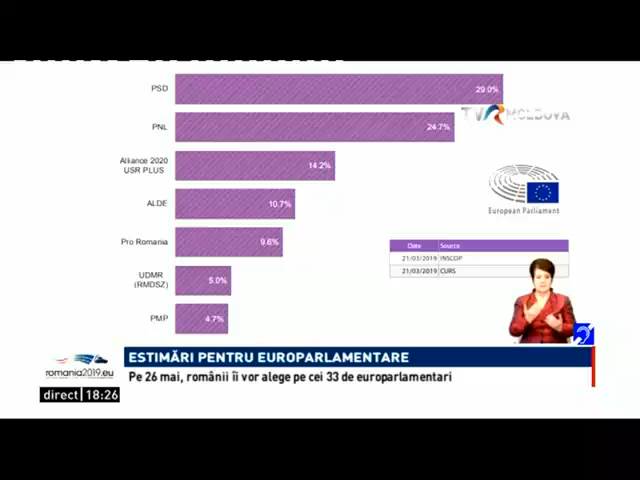 PSD
29.0%
TVR MOLDOVA
PNL
24.7%
Alliance 2020
USR PLUS
14.2%
ALDE
10.7%
European Parliament
Pro Romania
9.6%
Date Source
21/03/2019 INSCOP
21/03/2019 CURS
UDMR
(RMDSZ)
5.0%
PMP
4.7%
ESTIMĂRI PENTRU EUROPARLAMENTARE
romania2019.eu
Pe 26 mai, românii îi vor alege pe cei 33 de europarlamentari
direct 18:26